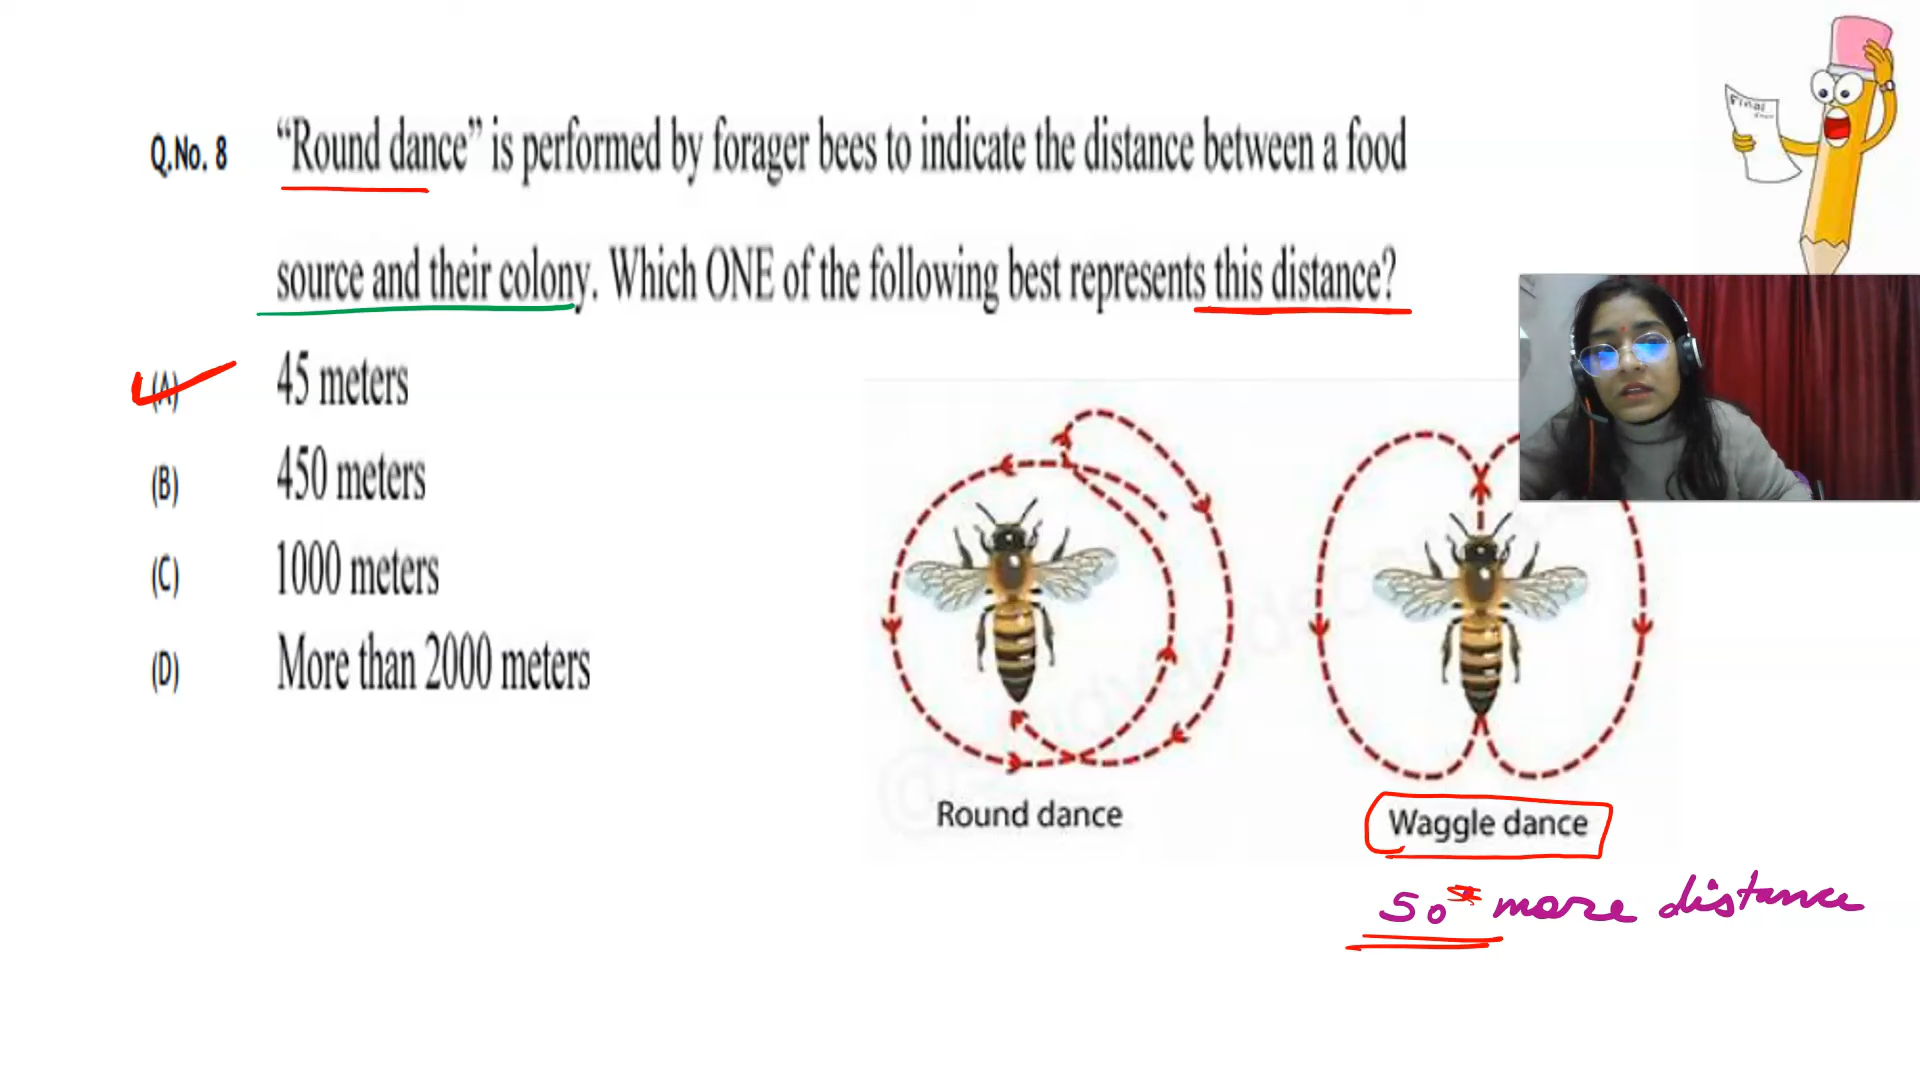 Q.No. 8 “Round dance” is performed by forager bees to indicate the distance between a food
source and their colony. Which ONE of the following best represents this distance?
(A) 45 meters
(B) 450 meters
(C) 1000 meters
(D) More than 2000 meters
Final
Round dance
Waggle dance
50 more distance